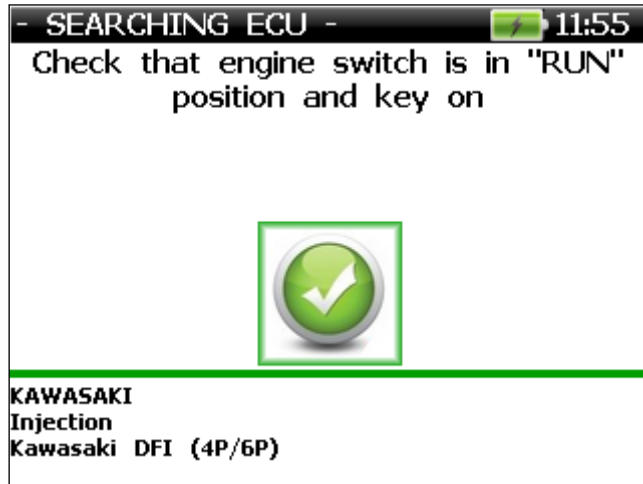 - SEARCHING ECU - 11:55
Check that engine switch is in "RUN"
position and key on
KAWASAKI
Injection
Kawasaki DFI (4P/6P)